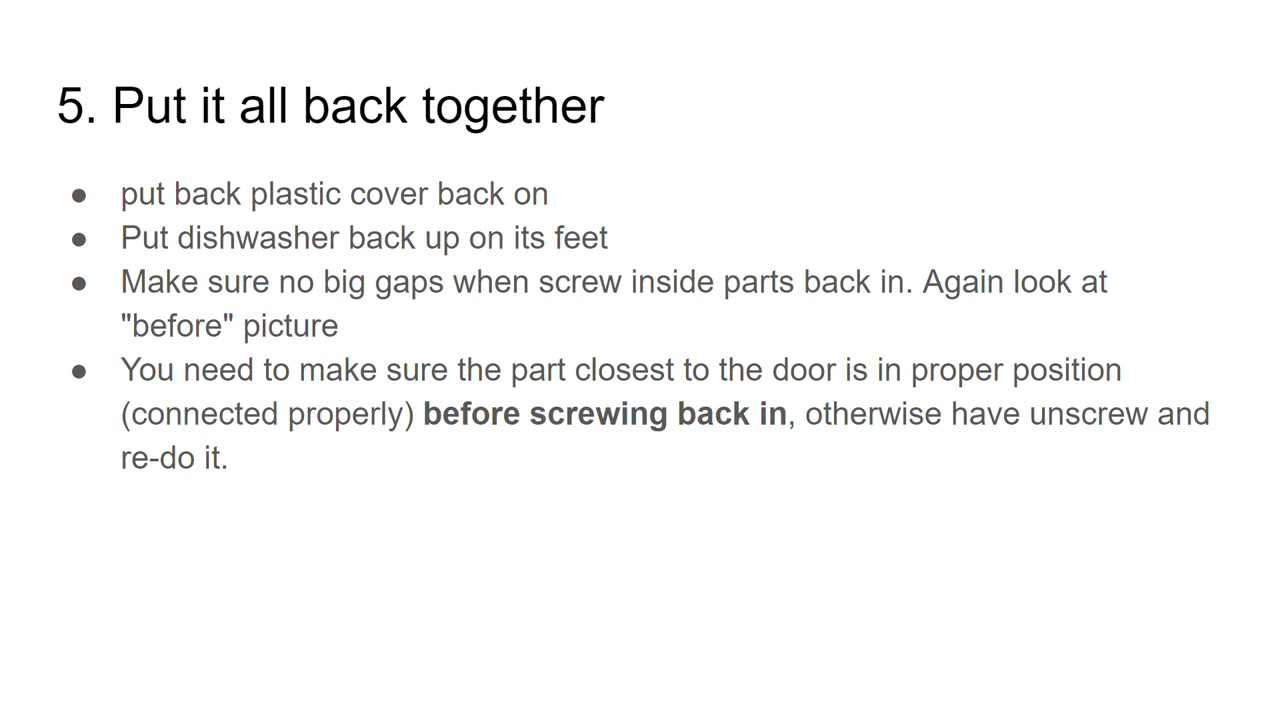 5. Put it all back together
● put back plastic cover back on
● Put dishwasher back up on its feet
● Make sure no big gaps when screw inside parts back in. Again look at
"before" picture
● You need to make sure the part closest to the door is in proper position
(connected properly) before screwing back in, otherwise have unscrew and
re-do it.